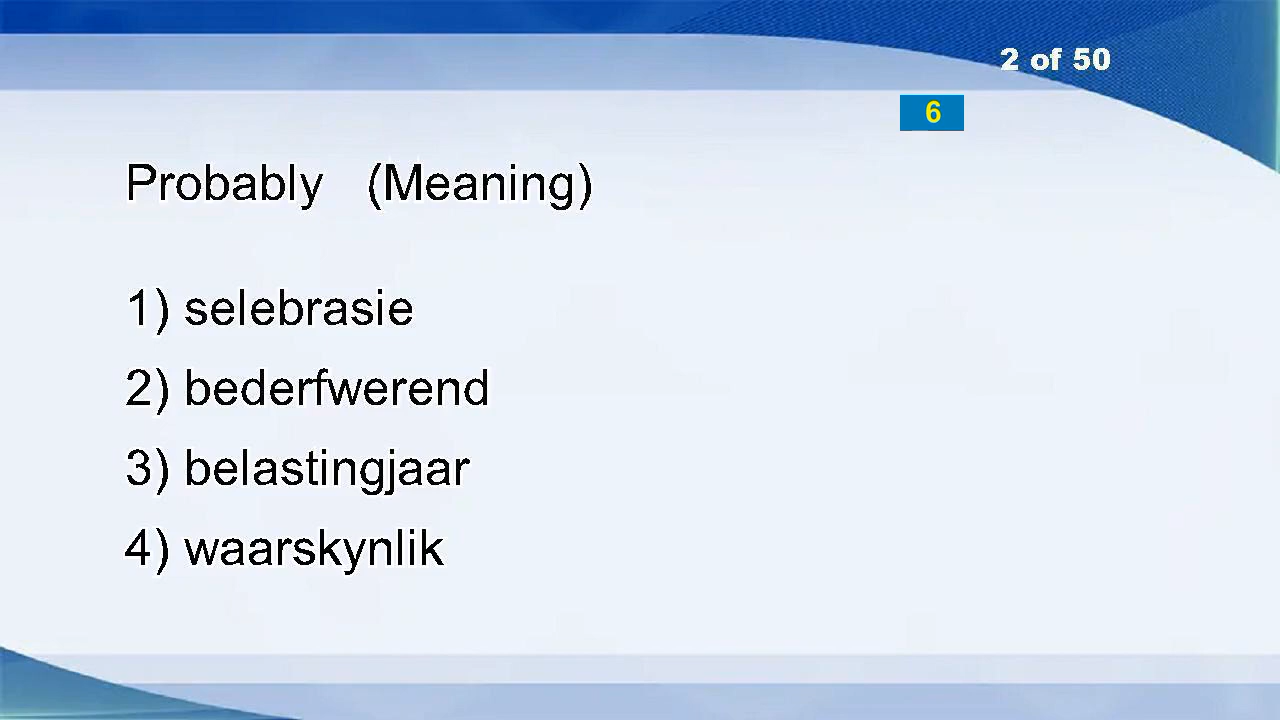 2 of 50
6
Probably (Meaning)
1) selebrasie
2) bederfwerend
3) belastingjaar
4) waarskynlik